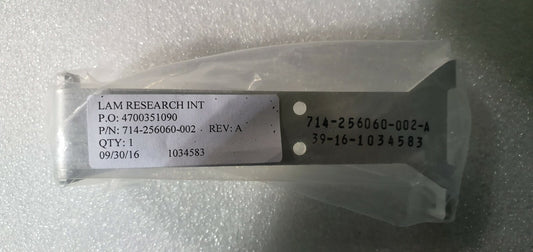 LAM RESEARCH INT
P.O: 4700351090
P/N: 714-256060-002 REV: A
QTY: 1
09/30/16 1034583
714-256060-002-A
39-16-1034583